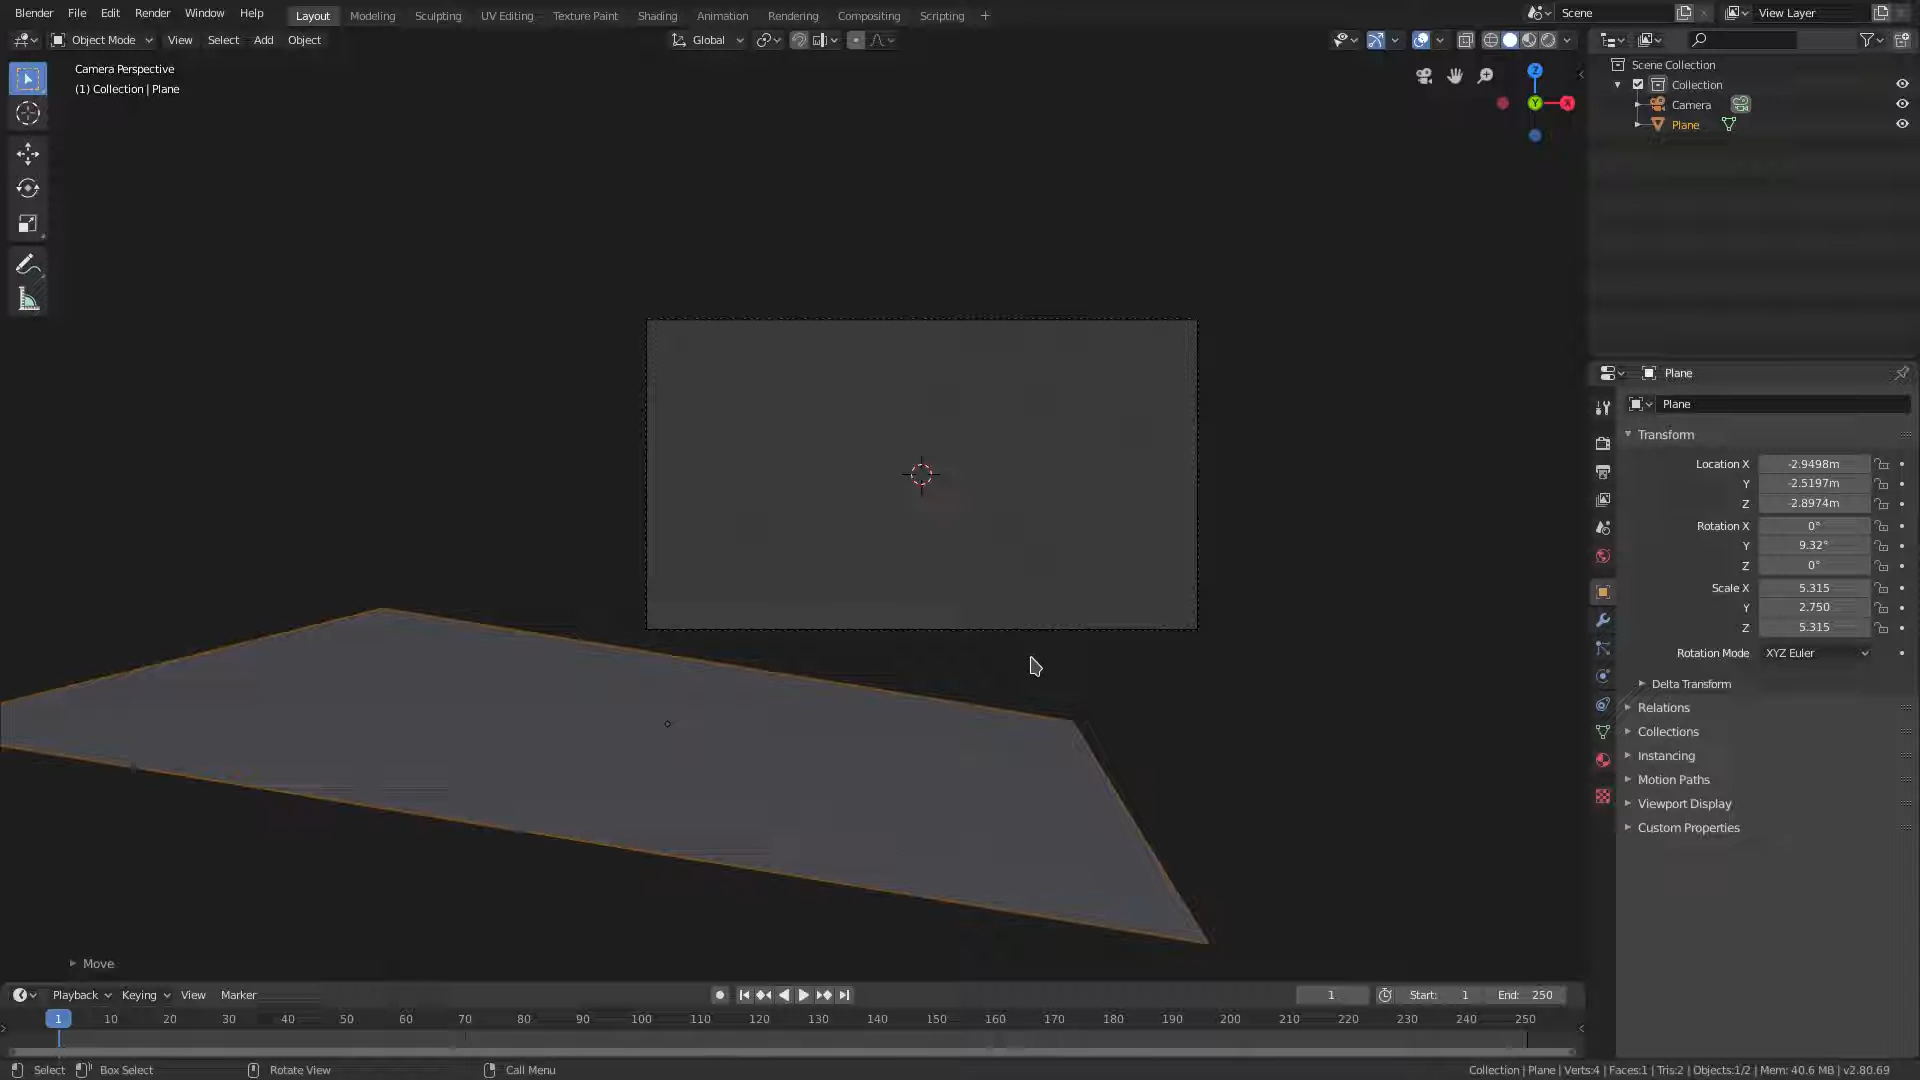 Blender File Edit Render Window Help Layout Modeling Sculpting UV Editing Texture Paint Shading Animation Rendering Compositing Scripting + Scene View Layer
Object Mode View Select Add Object Global
Camera Perspective
(1) Collection | Plane
Z
Y X
Scene Collection
Collection
Camera
Plane
Plane
Plane
Transform
Location X -2.9498m
Y -2.5197m
Z -2.8974m
Rotation X 0°
Y 9.32°
Z 0°
Scale X 5.315
Y 2.750
Z 5.315
Rotation Mode XYZ Euler
Delta Transform
Relations
Collections
Instancing
Motion Paths
Viewport Display
Custom Properties
Move
Playback Keying View Marker 1 Start: 1 End: 250
1 10 20 30 40 50 60 70 80 90 100 110 120 130 140 150 160 170 180 190 200 210 220 230 240 250
Select Box Select Rotate View Call Menu Collection | Plane | Verts:4 | Faces:1 | Tris:2 | Objects:1/2 | Mem: 40.6 MB | v2.80.69